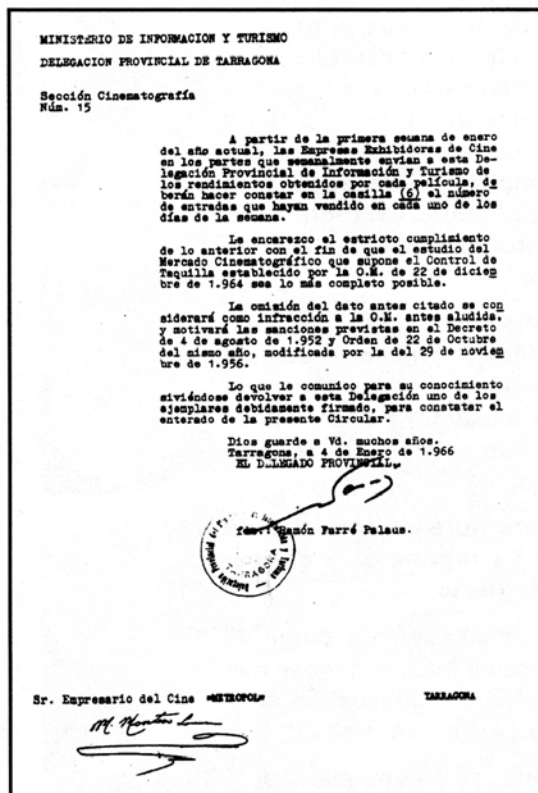 MINISTERIO DE INFORMACION Y TURISMO
DELEGACION PROVINCIAL DE TARRAGONA
Sección Cinematografía
Núm. 15
A partir de la primera semana de enero
del año actual, las Empresas Exhibidoras de Cine
en los partes que semanalmente envian a esta De-
legación Provincial de Información y Turismo de
los rendimientos obtenidos por cada película, de
berán hacer constar en la casilla (6) el número
de entradas que hayan vendido en cada uno de los
días de la semana.
Le encarezco el estricto cumplimiento
de lo anterior con el fin de que el estudio del
Mercado Cinematográfico que supone el Control de
Taquilla establecido por la O.M. de 22 de diciem
bre de 1.964 sea lo más completo posible.
La omisión del dato antes citado se con
siderará como infracción a la O.M. antes aludida,
y motivará las sanciones previstas en el Decreto
de 4 de agosto de 1.952 y Orden de 22 de Octubre
del mismo año, modificada por la del 29 de noviem
bre de 1.956.
Lo que le comunico para su conocimiento
siviéndose devolver a esta Delegación uno de los
ejemplares debidamente firmado, para constater el
enterado de la presente Circular.
Dios guarde a Vd. muchos años.
Tarragona, a 4 de Enero de 1.966
EL DELEGADO PROVINCIAL,
fdo.: Ramón Farré Palaus.
TARRAGONA
Sr. Empresario del Cine "METROPOL" TARRAGONA